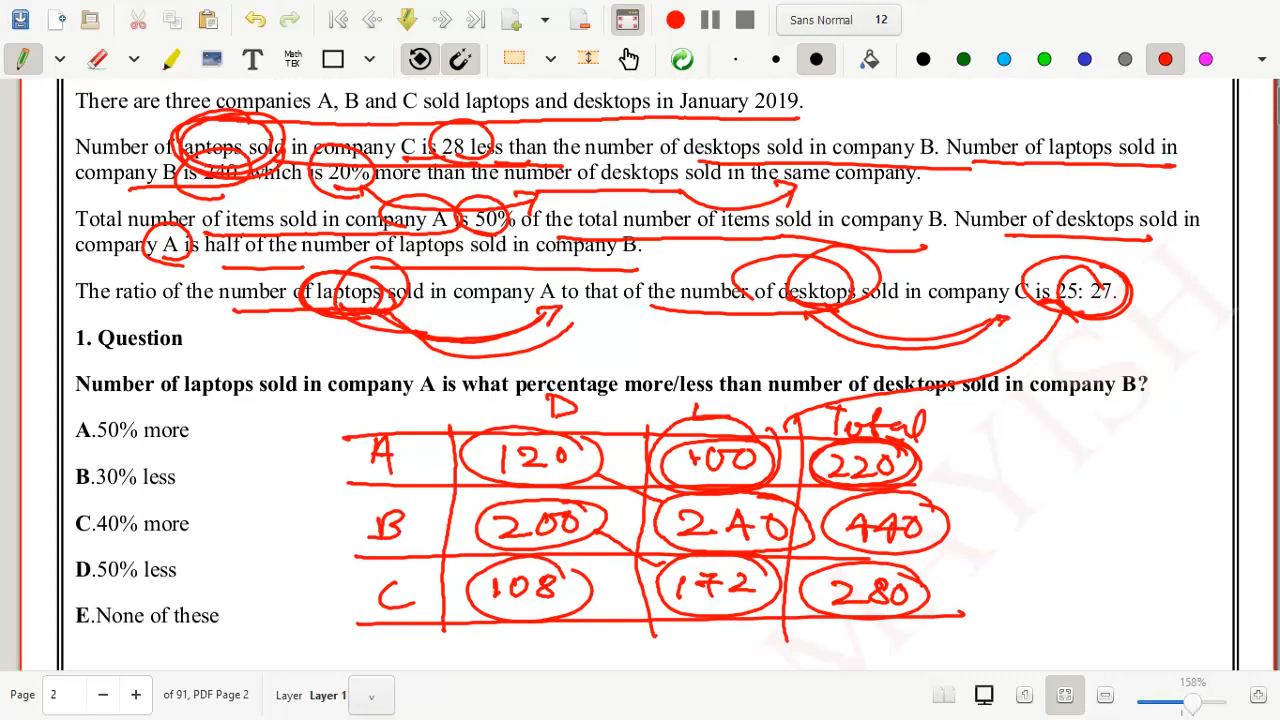 Sans Normal 12
Math
TEX
T
There are three companies A, B and C sold laptops and desktops in January 2019.
Number of laptops sold in company C is 28 less than the number of desktops sold in company B. Number of laptops sold in
company B is 240, which is 20% more than the number of desktops sold in the same company.
Total number of items sold in company A is 50% of the total number of items sold in company B. Number of desktops sold in
company A is half of the number of laptops sold in company B.
The ratio of the number of laptops sold in company A to that of the number of desktops sold in company C is 25: 27.
1. Question
Number of laptops sold in company A is what percentage more/less than number of desktops sold in company B?
D L Total
A.50% more
A 120 100 220
B.30% less
B 200 240 440
C.40% more
D.50% less
C 108 172 280
E.None of these
Page 2 of 91, PDF Page 2 Layer Layer 1 158%